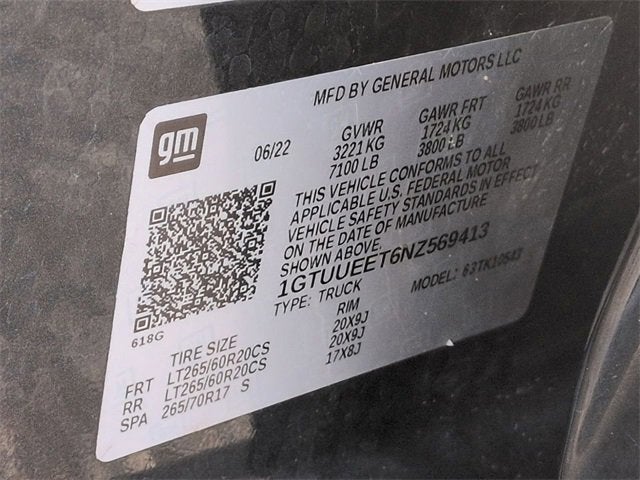 MFD BY GENERAL MOTORS LLC
gm
06/22
GVWR GAWR FRT GAWR RR
3221 KG 1724 KG 1724 KG
7100 LB 3800 LB 3800 LB
THIS VEHICLE CONFORMS TO ALL
APPLICABLE U.S. FEDERAL MOTOR
VEHICLE SAFETY STANDARDS IN EFFECT
ON THE DATE OF MANUFACTURE
SHOWN ABOVE.
1GTUUEET6NZ569413
TYPE: TRUCK MODEL: 63TK10543
618G
TIRE SIZE RIM
FRT LT265/60R20CS 20X9J
RR LT265/60R20CS 20X9J
SPA 265/70R17 S 17X8J